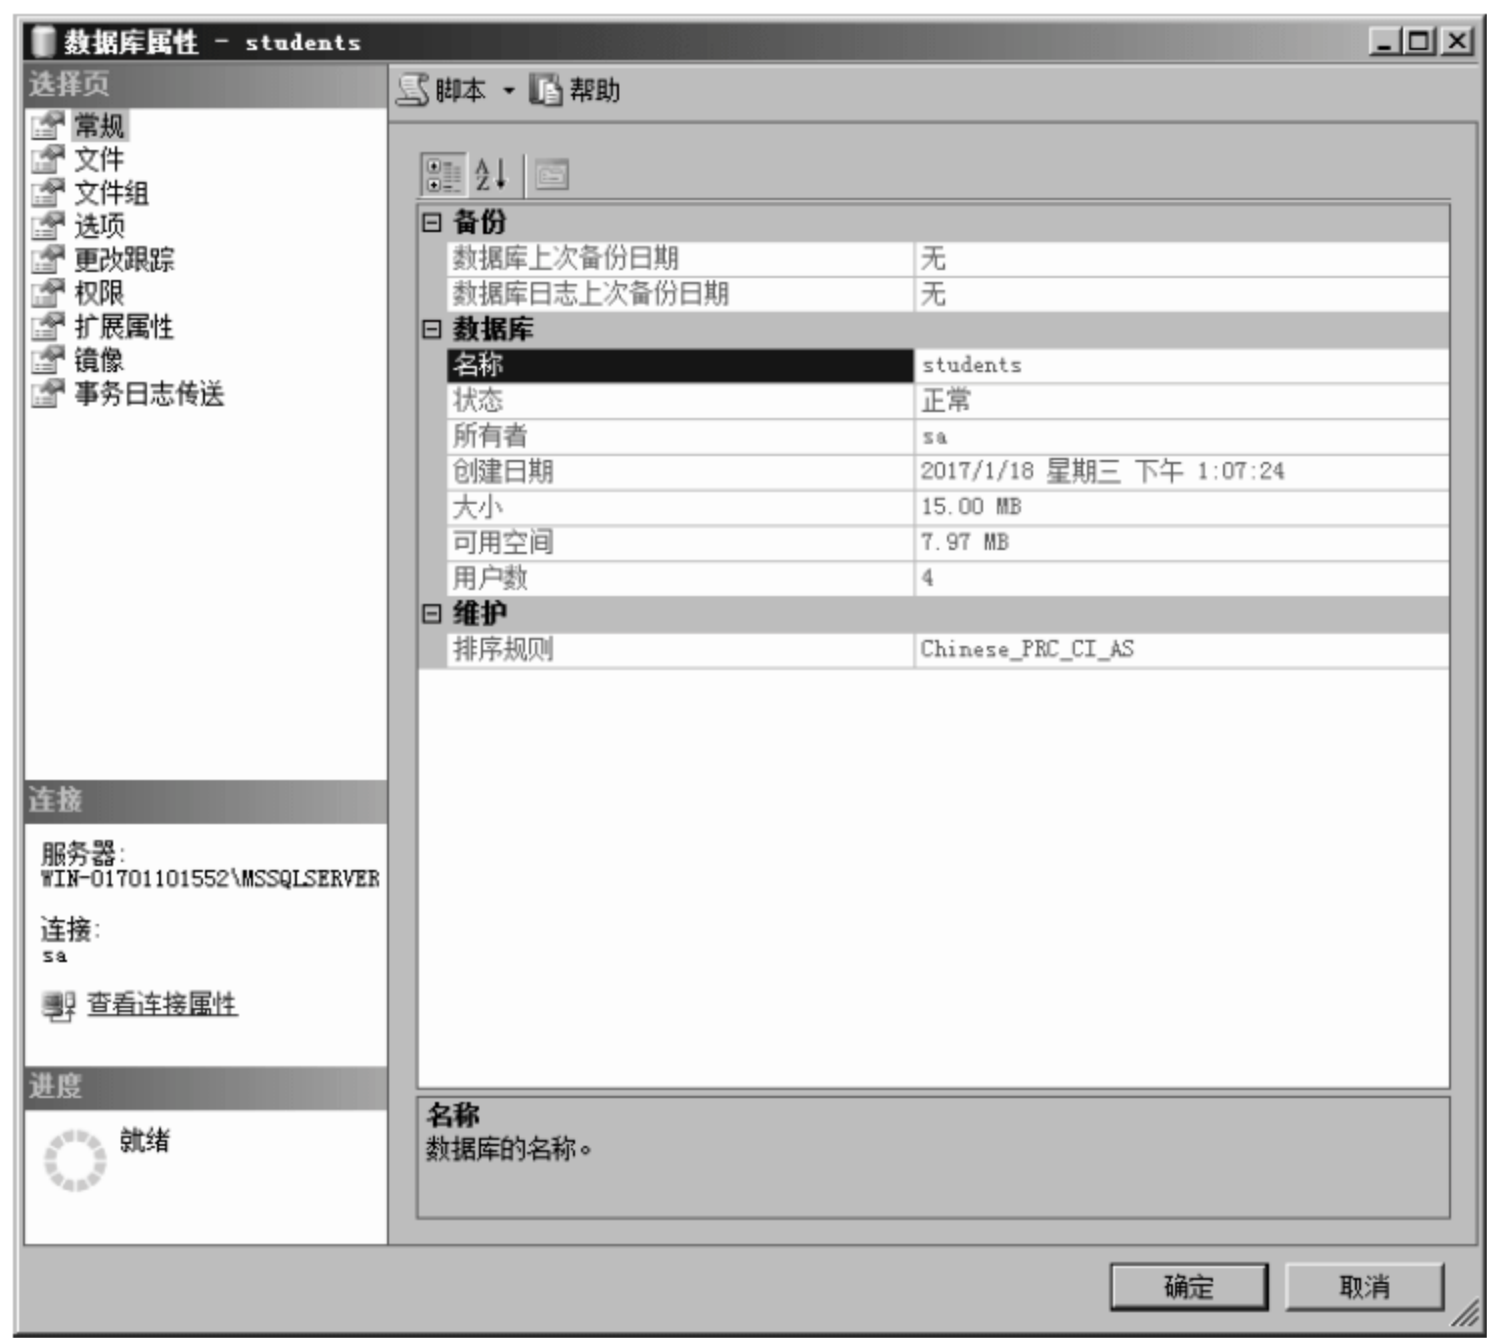 数据库属性 - students
选择页
常规
文件
文件组
选项
更改跟踪
权限
扩展属性
镜像
事务日志传送
连接
服务器:
WIN-01701101552\MSSQLSERVER
连接:
sa
查看连接属性
进度
就绪
脚本 帮助
备份
数据库上次备份日期 无
数据库日志上次备份日期 无
数据库
名称 students
状态 正常
所有者 sa
创建日期 2017/1/18 星期三 下午 1:07:24
大小 15.00 MB
可用空间 7.97 MB
用户数 4
维护
排序规则 Chinese_PRC_CI_AS
名称
数据库的名称。
确定 取消